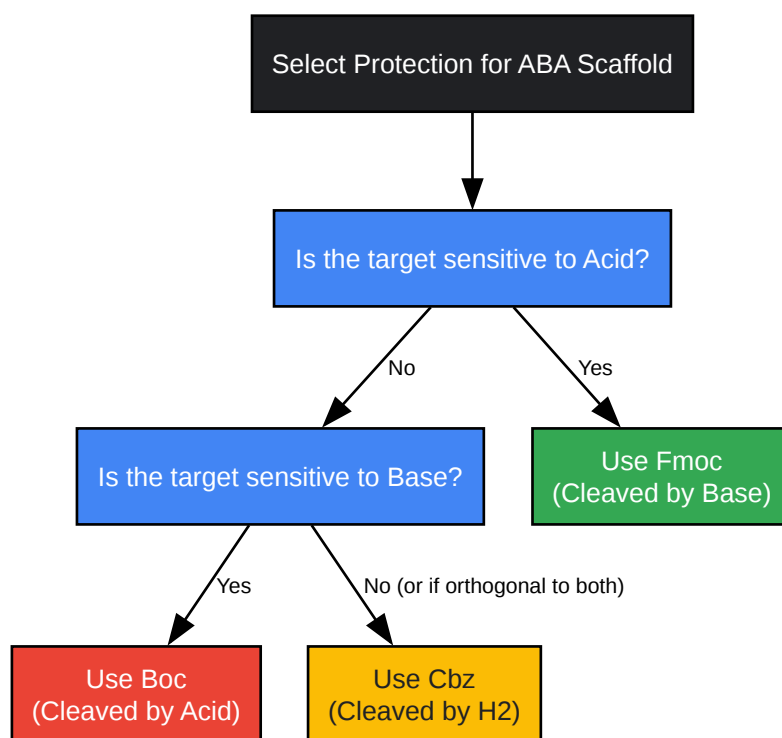 Select Protection for ABA Scaffold
Is the target sensitive to Acid?
No
Yes
Is the target sensitive to Base?
Use Fmoc
(Cleaved by Base)
Yes
No (or if orthogonal to both)
Use Boc
(Cleaved by Acid)
Use Cbz
(Cleaved by H2)